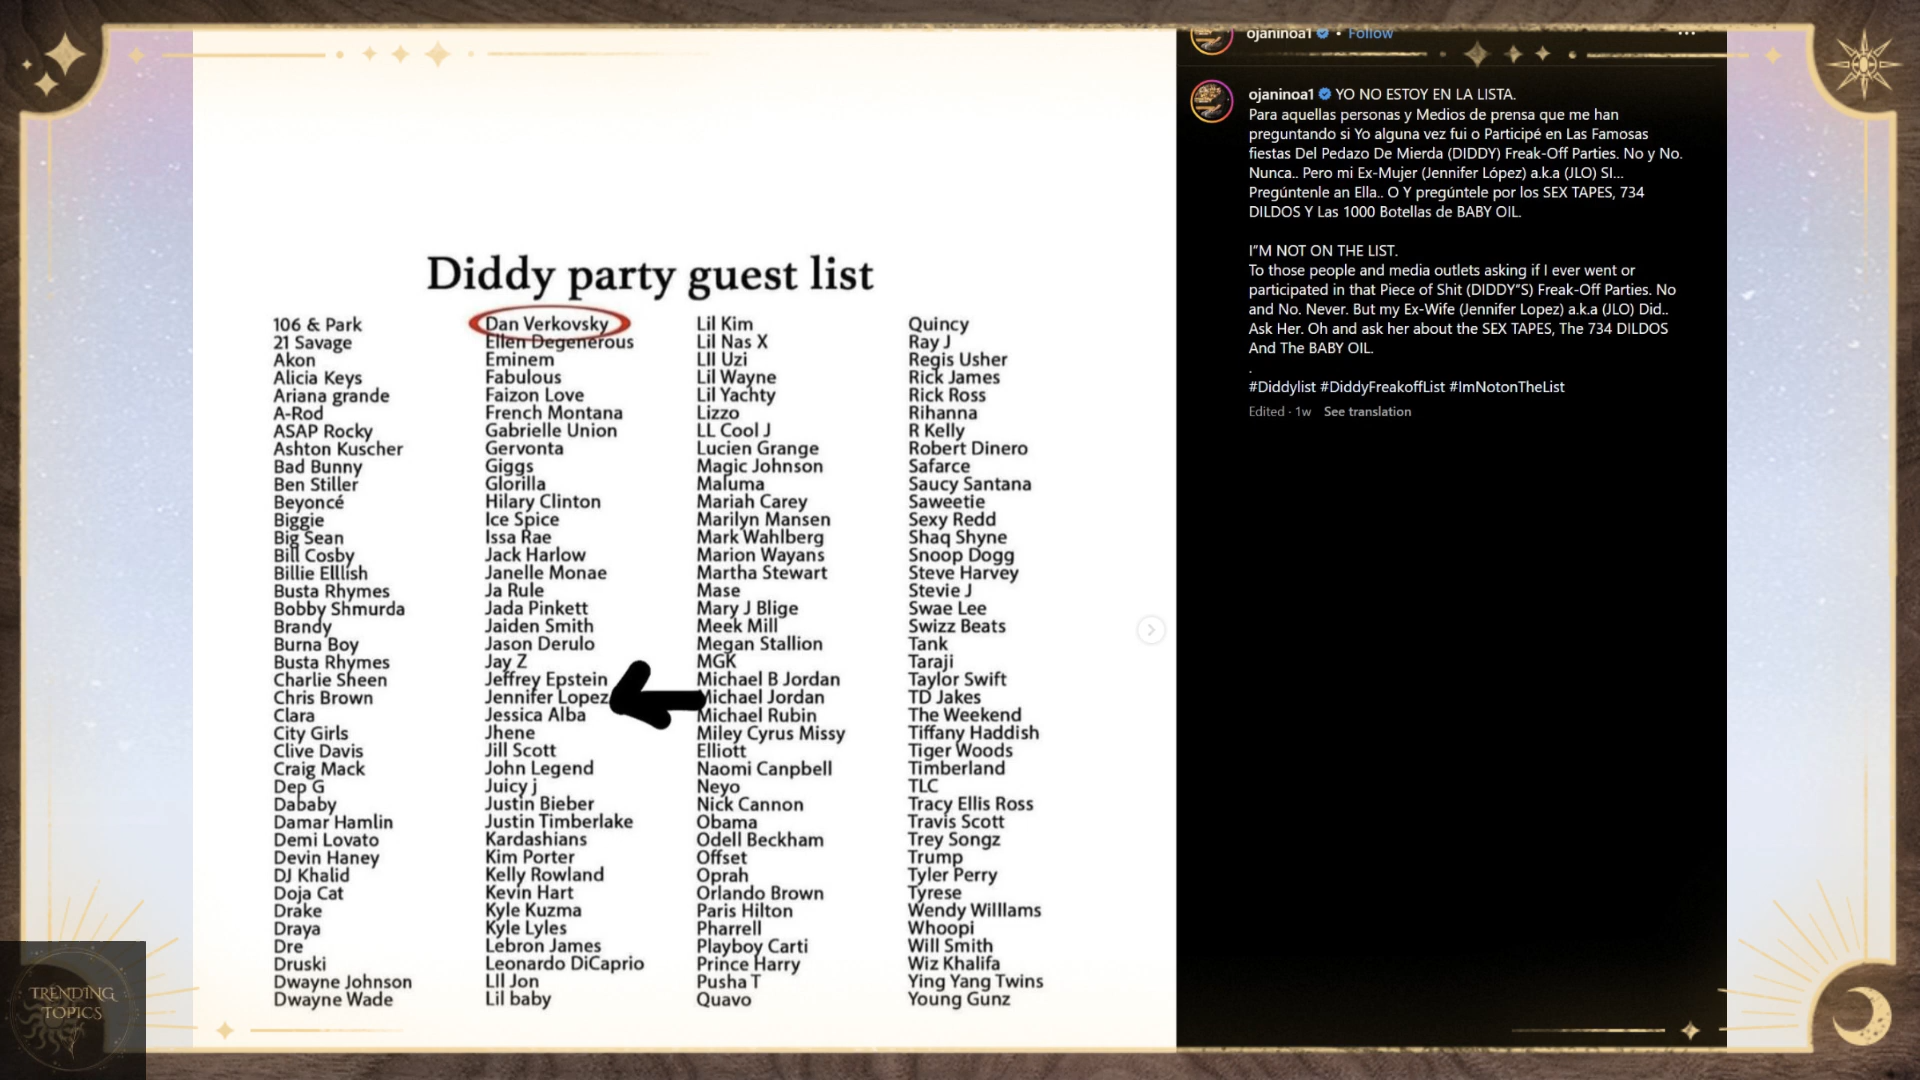 Diddy party guest list
106 & Park
21 Savage
Akon
Alicia Keys
Ariana grande
A-Rod
ASAP Rocky
Ashton Kuscher
Bad Bunny
Ben Stiller
Beyoncé
Biggie
Big Sean
Bill Cosby
Billie Elllish
Busta Rhymes
Bobby Shmurda
Brandy
Burna Boy
Busta Rhymes
Charlie Sheen
Chris Brown
Clara
City Girls
Clive Davis
Craig Mack
Dep G
Dababy
Damar Hamlin
Demi Lovato
Devin Haney
DJ Khalid
Doja Cat
Drake
Draya
Dre
Druski
Dwayne Johnson
Dwayne Wade
Dan Verkovsky
Ellen Degenerous
Eminem
Fabulous
Faizon Love
French Montana
Gabrielle Union
Gervonta
Giggs
Glorilla
Hilary Clinton
Ice Spice
Issa Rae
Jack Harlow
Janelle Monae
Ja Rule
Jada Pinkett
Jaiden Smith
Jason Derulo
Jay Z
Jeffrey Epstein
Jennifer Lopez
Jessica Alba
Jhene
Jill Scott
John Legend
Juicy j
Justin Bieber
Justin Timberlake
Kardashians
Kim Porter
Kelly Rowland
Kevin Hart
Kyle Kuzma
Kyle Lyles
Lebron James
Leonardo DiCaprio
LIl Jon
Lil baby
Lil Kim
Lil Nas X
LIl Uzi
Lil Wayne
Lil Yachty
Lizzo
LL Cool J
Lucien Grange
Magic Johnson
Maluma
Mariah Carey
Marilyn Mansen
Mark Wahlberg
Marion Wayans
Martha Stewart
Mase
Mary J Blige
Meek Mill
Megan Stallion
MGK
Michael B Jordan
Michael Jordan
Michael Rubin
Miley Cyrus Missy
Elliott
Naomi Canpbell
Neyo
Nick Cannon
Obama
Odell Beckham
Offset
Oprah
Orlando Brown
Paris Hilton
Pharrell
Playboy Carti
Prince Harry
Pusha T
Quavo
Quincy
Ray J
Regis Usher
Rick James
Rick Ross
Rihanna
R Kelly
Robert Dinero
Safarce
Saucy Santana
Saweetie
Sexy Redd
Shaq Shyne
Snoop Dogg
Steve Harvey
Stevie J
Swae Lee
Swizz Beats
Tank
Taraji
Taylor Swift
TD Jakes
The Weekend
Tiffany Haddish
Tiger Woods
Timberland
TLC
Tracy Ellis Ross
Travis Scott
Trey Songz
Trump
Tyler Perry
Tyrese
Wendy Willlams
Whoopi
Will Smith
Wiz Khalifa
Ying Yang Twins
Young Gunz
ojaninoa1 • Follow
ojaninoa1 YO NO ESTOY EN LA LISTA.
Para aquellas personas y Medios de prensa que me han
preguntando si Yo alguna vez fui o Participé en Las Famosas
fiestas Del Pedazo De Mierda (DIDDY) Freak-Off Parties. No y No.
Nunca.. Pero mi Ex-Mujer (Jennifer López) a.k.a (JLO) SI...
Pregúntenle an Ella.. O Y pregúntele por los SEX TAPES, 734
DILDOS Y Las 1000 Botellas de BABY OIL.
I"M NOT ON THE LIST.
To those people and media outlets asking if I ever went or
participated in that Piece of Shit (DIDDY"S) Freak-Off Parties. No
and No. Never. But my Ex-Wife (Jennifer Lopez) a.k.a (JLO) Did..
Ask Her. Oh and ask her about the SEX TAPES, The 734 DILDOS
And The BABY OIL.
.
#Diddylist #DiddyFreakoffList #ImNotonTheList
Edited · 1w See translation
TRENDING
TOPICS